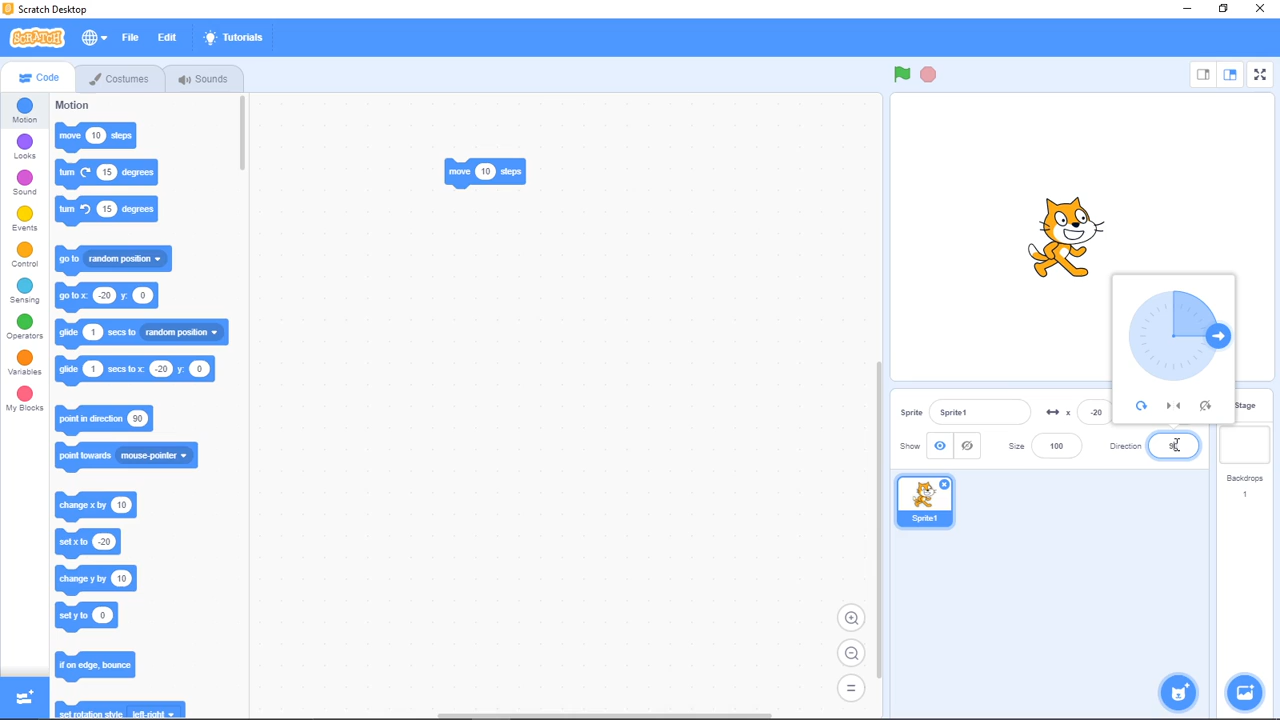 Scratch Desktop
SCRATCH File Edit Tutorials
Code Costumes Sounds
Motion
Looks
Sound
Events
Control
Sensing
Operators
Variables
My Blocks
Motion
move 10 steps
turn 15 degrees
turn 15 degrees
go to random position
go to x: -20 y: 0
glide 1 secs to random position
glide 1 secs to x: -20 y: 0
point in direction 90
point towards mouse-pointer
change x by 10
set x to -20
change y by 10
set y to 0
if on edge, bounce
set rotation style left-right
move 10 steps
Sprite Sprite1 x -20
Show Size 100 Direction
Sprite1
Stage
Backdrops
1